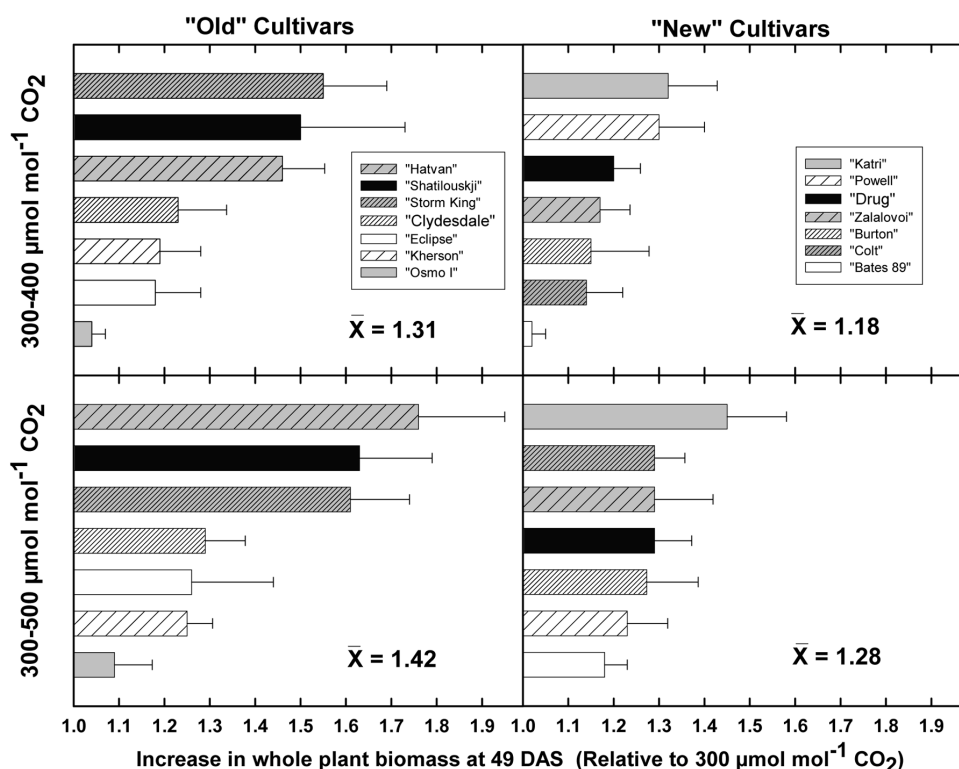 "Old" Cultivars
"New" Cultivars
300-400 µmol mol⁻¹ CO₂
"Hatvan"
"Shatilouskji"
"Storm King"
"Clydesdale"
"Eclipse"
"Kherson"
"Osmo I"
X̄ = 1.31
"Katri"
"Powell"
"Drug"
"Zalalovoi"
"Burton"
"Colt"
"Bates 89"
X̄ = 1.18
300-500 µmol mol⁻¹ CO₂
X̄ = 1.42
X̄ = 1.28
1.0 1.1 1.2 1.3 1.4 1.5 1.6 1.7 1.8 1.9
1.0 1.1 1.2 1.3 1.4 1.5 1.6 1.7 1.8 1.9
Increase in whole plant biomass at 49 DAS (Relative to 300 µmol mol⁻¹ CO₂)